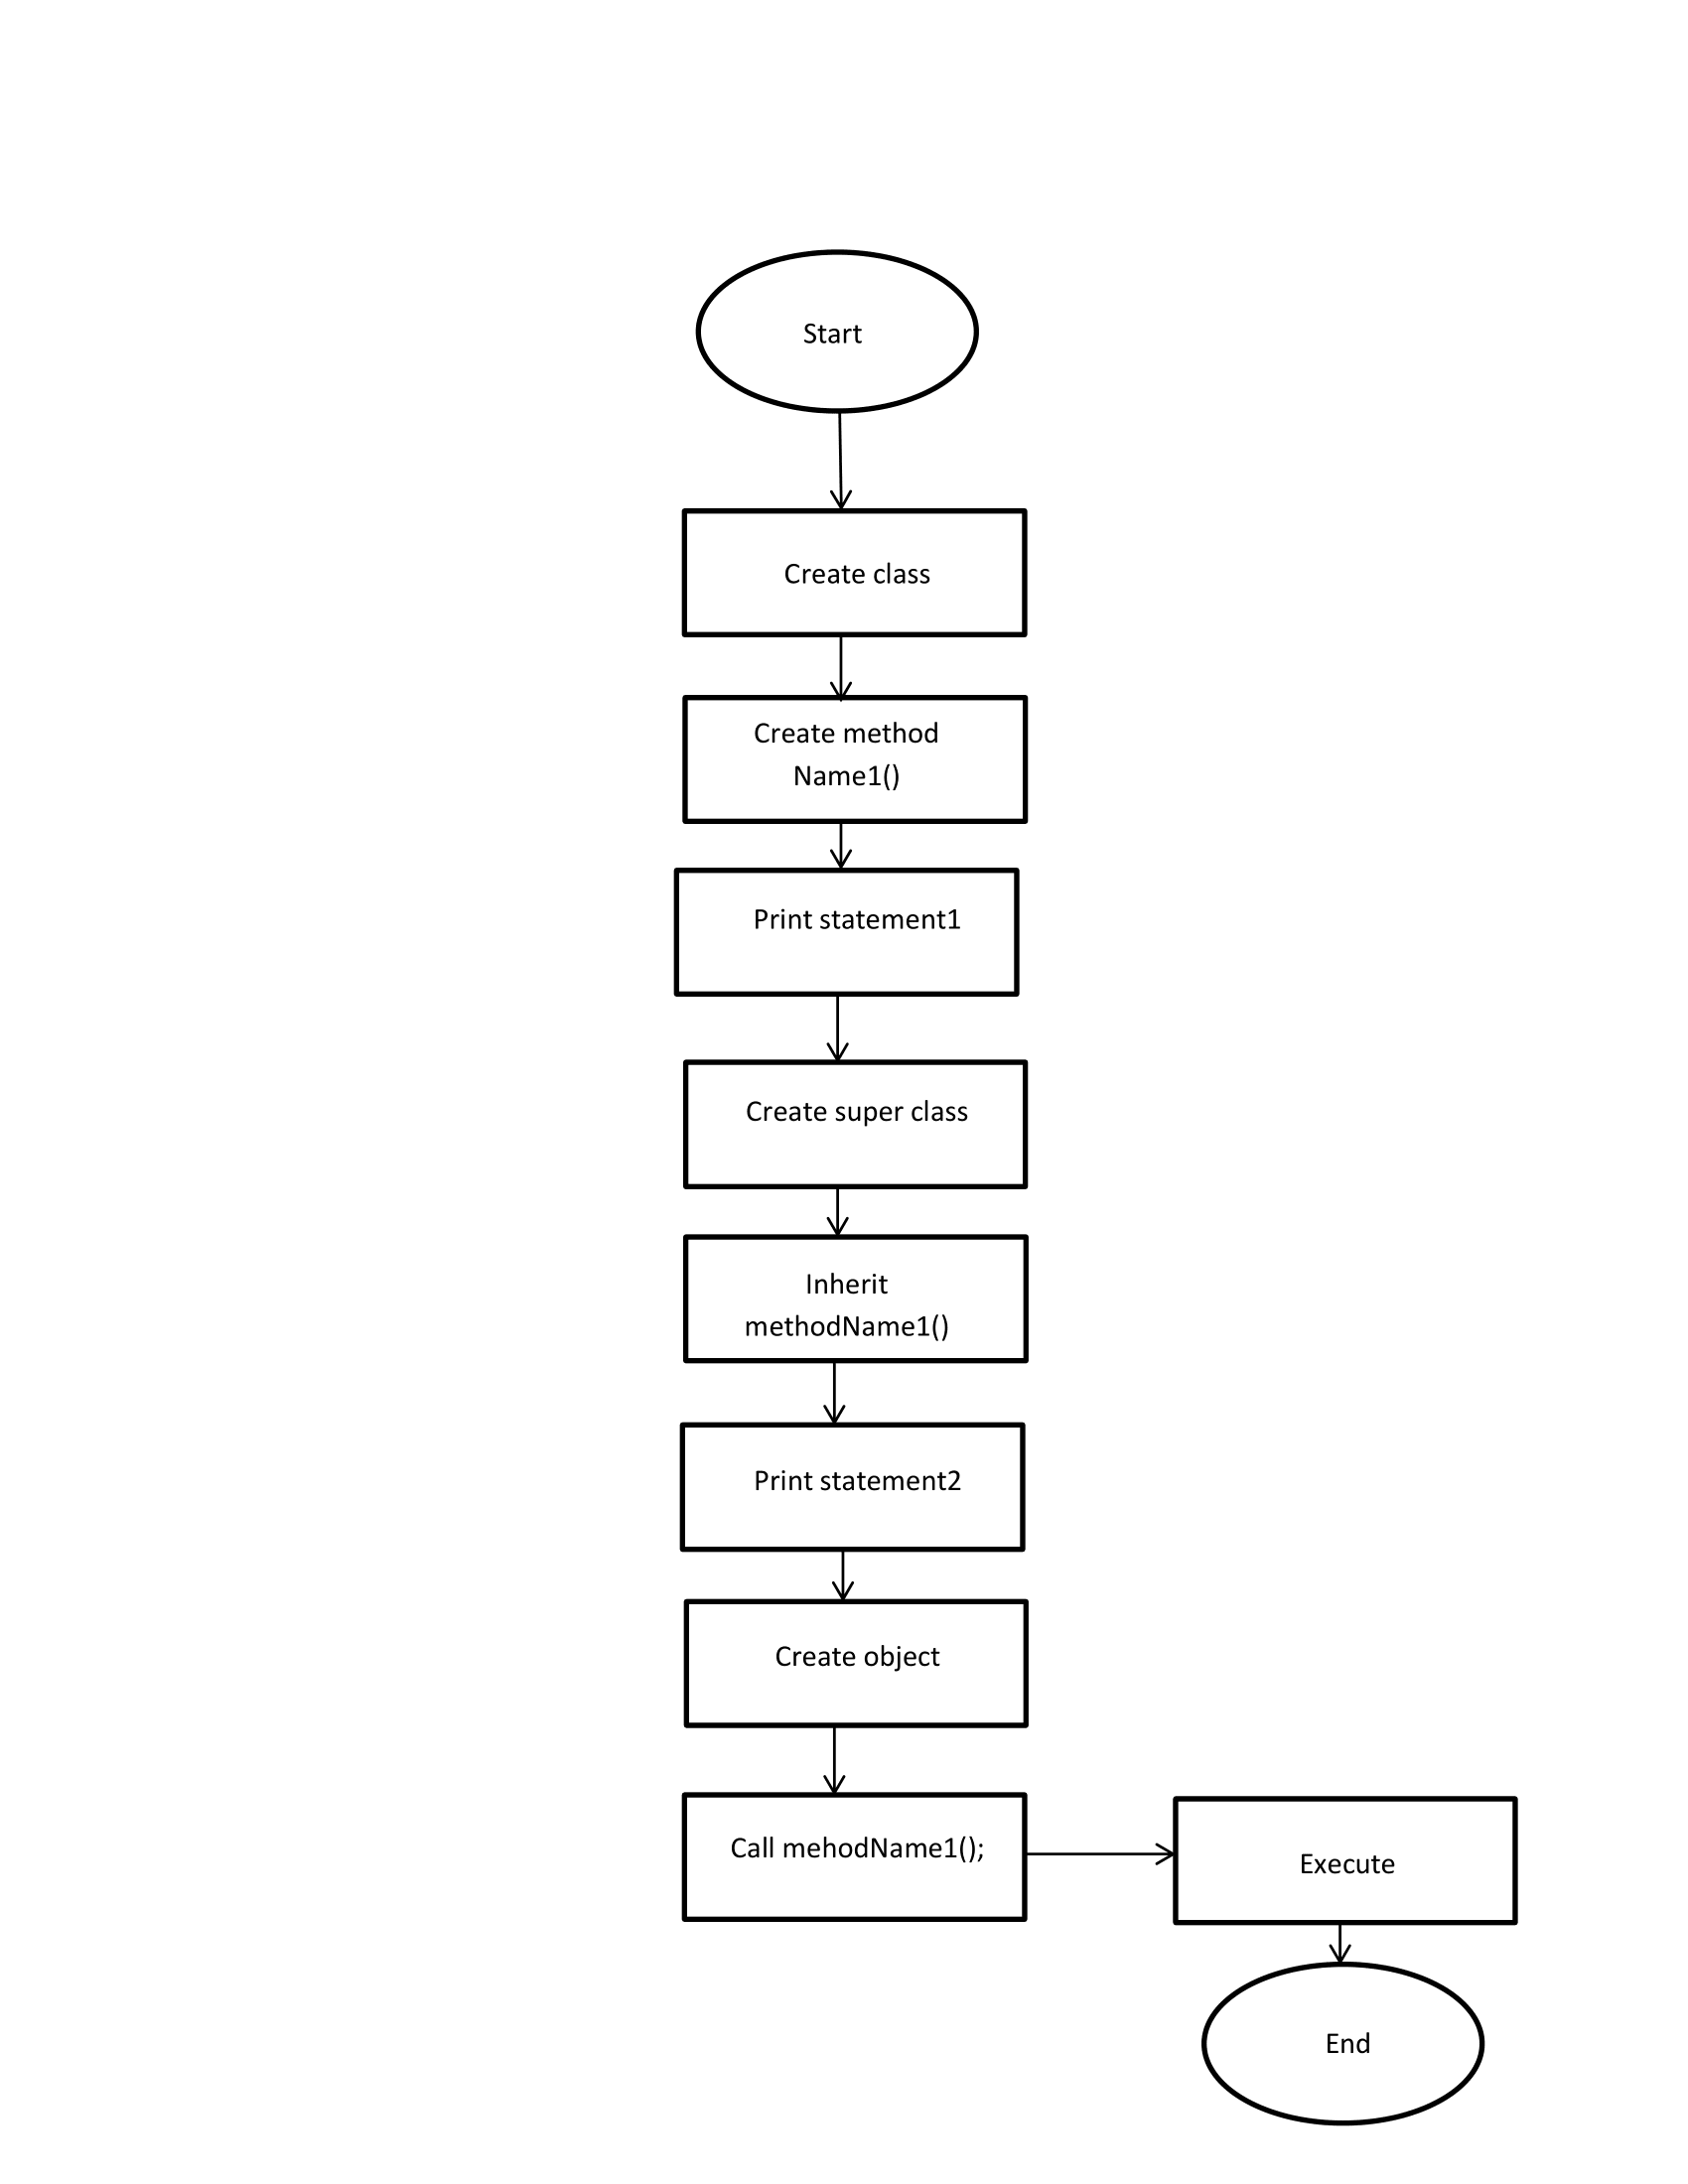 Start
Create class
Create method
Name1()
Print statement1
Create super class
Inherit
methodName1()
Print statement2
Create object
Call mehodName1();
Execute
End